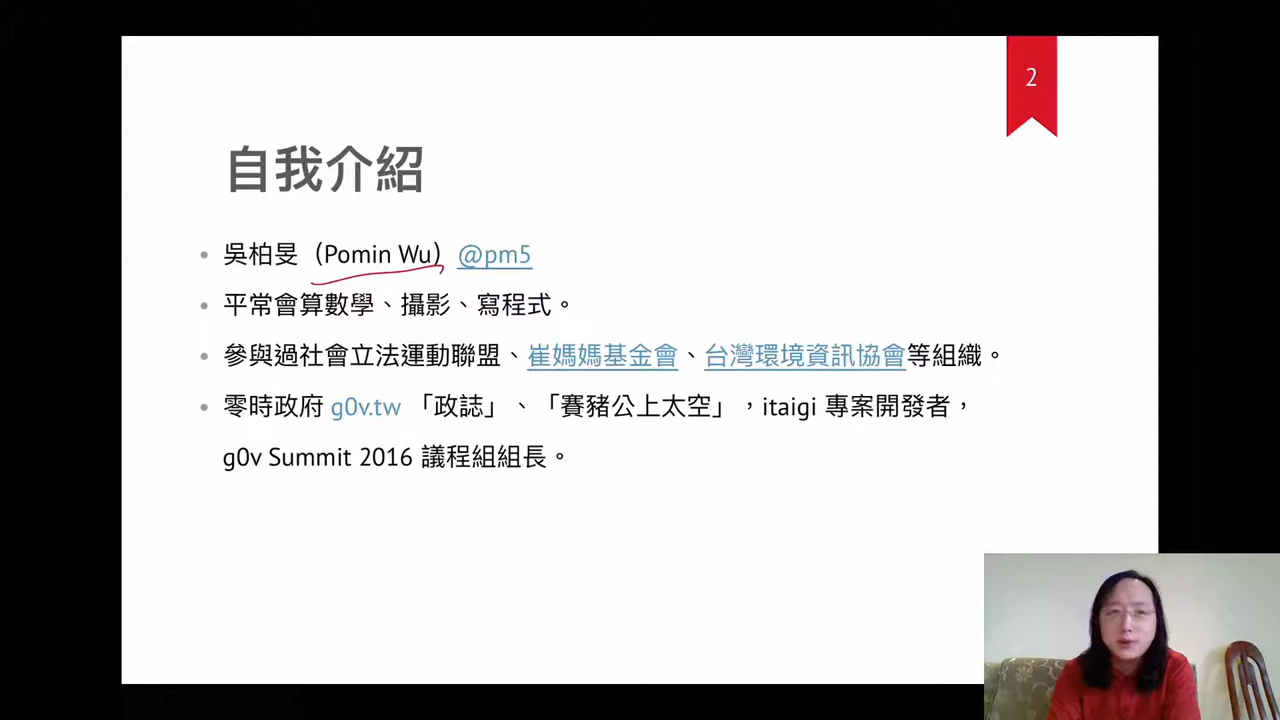 2
自我介紹
吳柏旻（Pomin Wu） @pm5
平常會算數學、攝影、寫程式。
參與過社會立法運動聯盟、崔媽媽基金會、台灣環境資訊協會等組織。
零時政府 g0v.tw 「政誌」、「賽豬公上太空」，itaigi 專案開發者，
g0v Summit 2016 議程組組長。